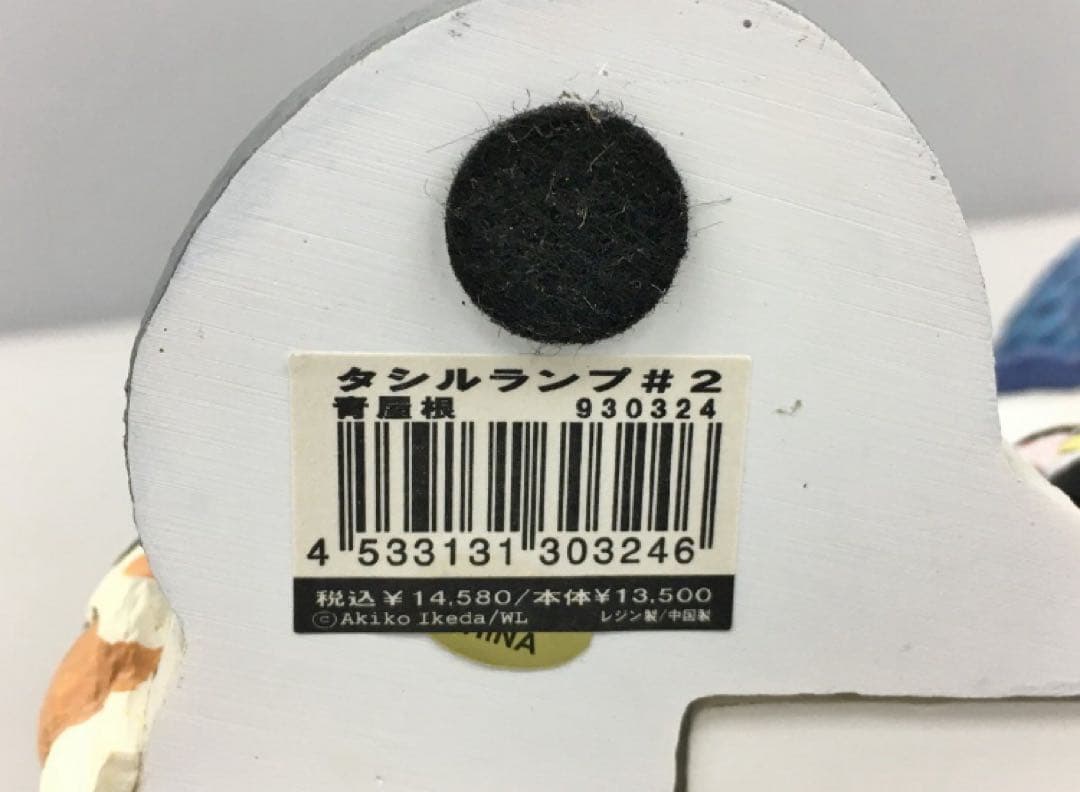 タシルランプ#2
青屋根 930324
4 533131 303246
税込¥14,580/本体¥13,500
©Akiko Ikeda/WL レジン製/中国製
HINA